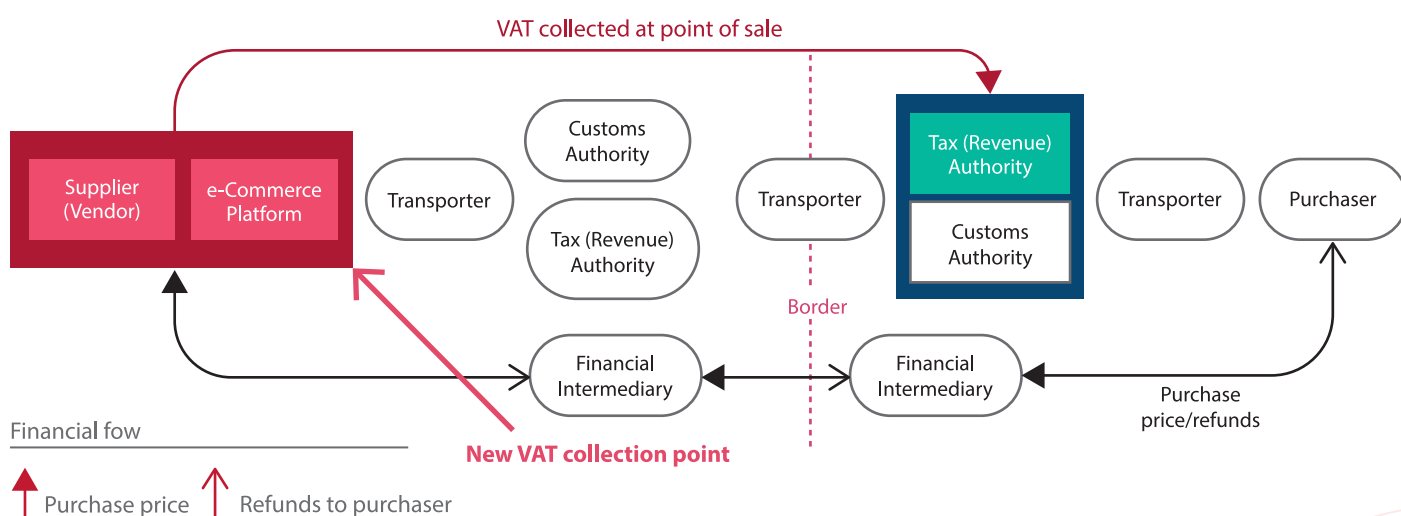 VAT collected at point of sale
Supplier
(Vendor)
e-Commerce
Platform
Transporter
Customs
Authority
Tax (Revenue)
Authority
Transporter
Tax (Revenue)
Authority
Customs
Authority
Transporter
Purchaser
Border
Financial
Intermediary
Financial
Intermediary
Purchase
price/refunds
New VAT collection point
Financial fow
Purchase price
Refunds to purchaser